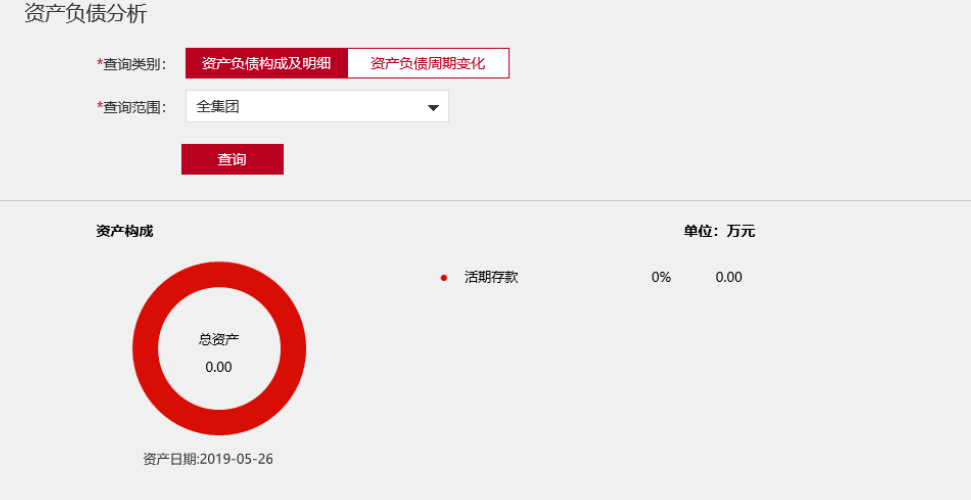 资产负债分析
*查询类别： 资产负债构成及明细 资产负债周期变化
*查询范围： 全集团
查询
资产构成 单位：万元
活期存款 0% 0.00
总资产
0.00
资产日期:2019-05-26